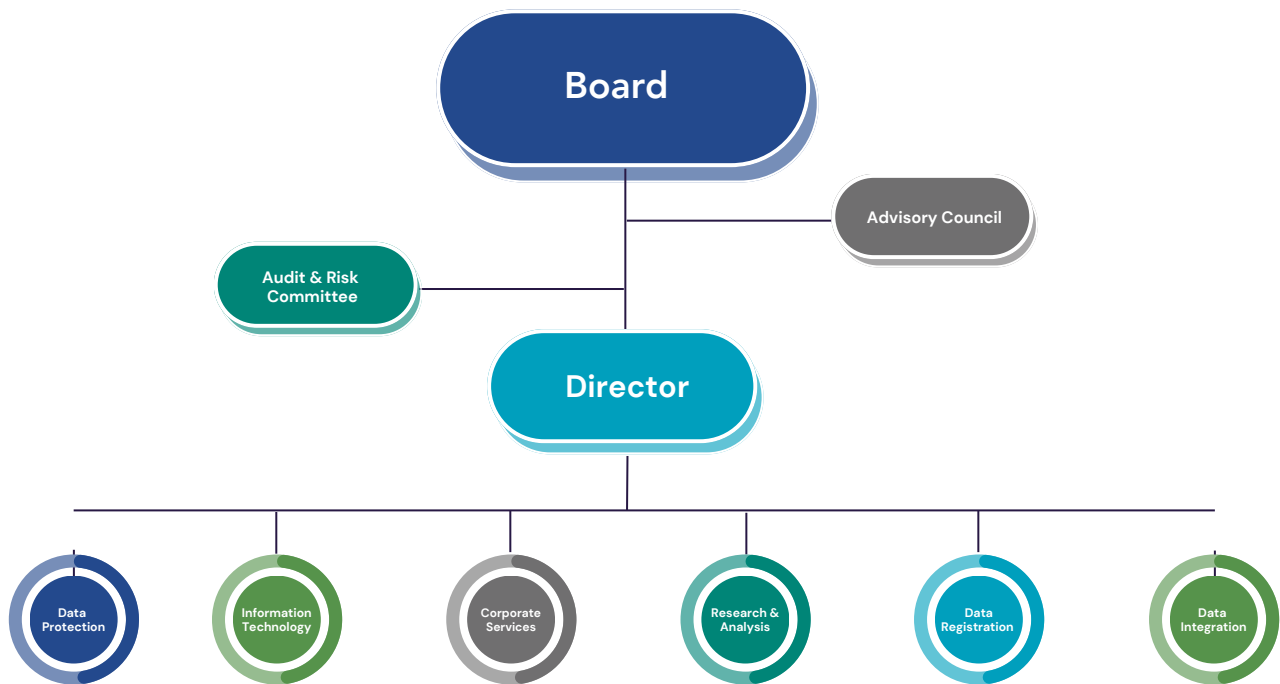 Board
Advisory Council
Audit & Risk
Committee
Director
Data
Protection
Information
Technology
Corporate
Services
Research &
Analysis
Data
Registration
Data
Integration